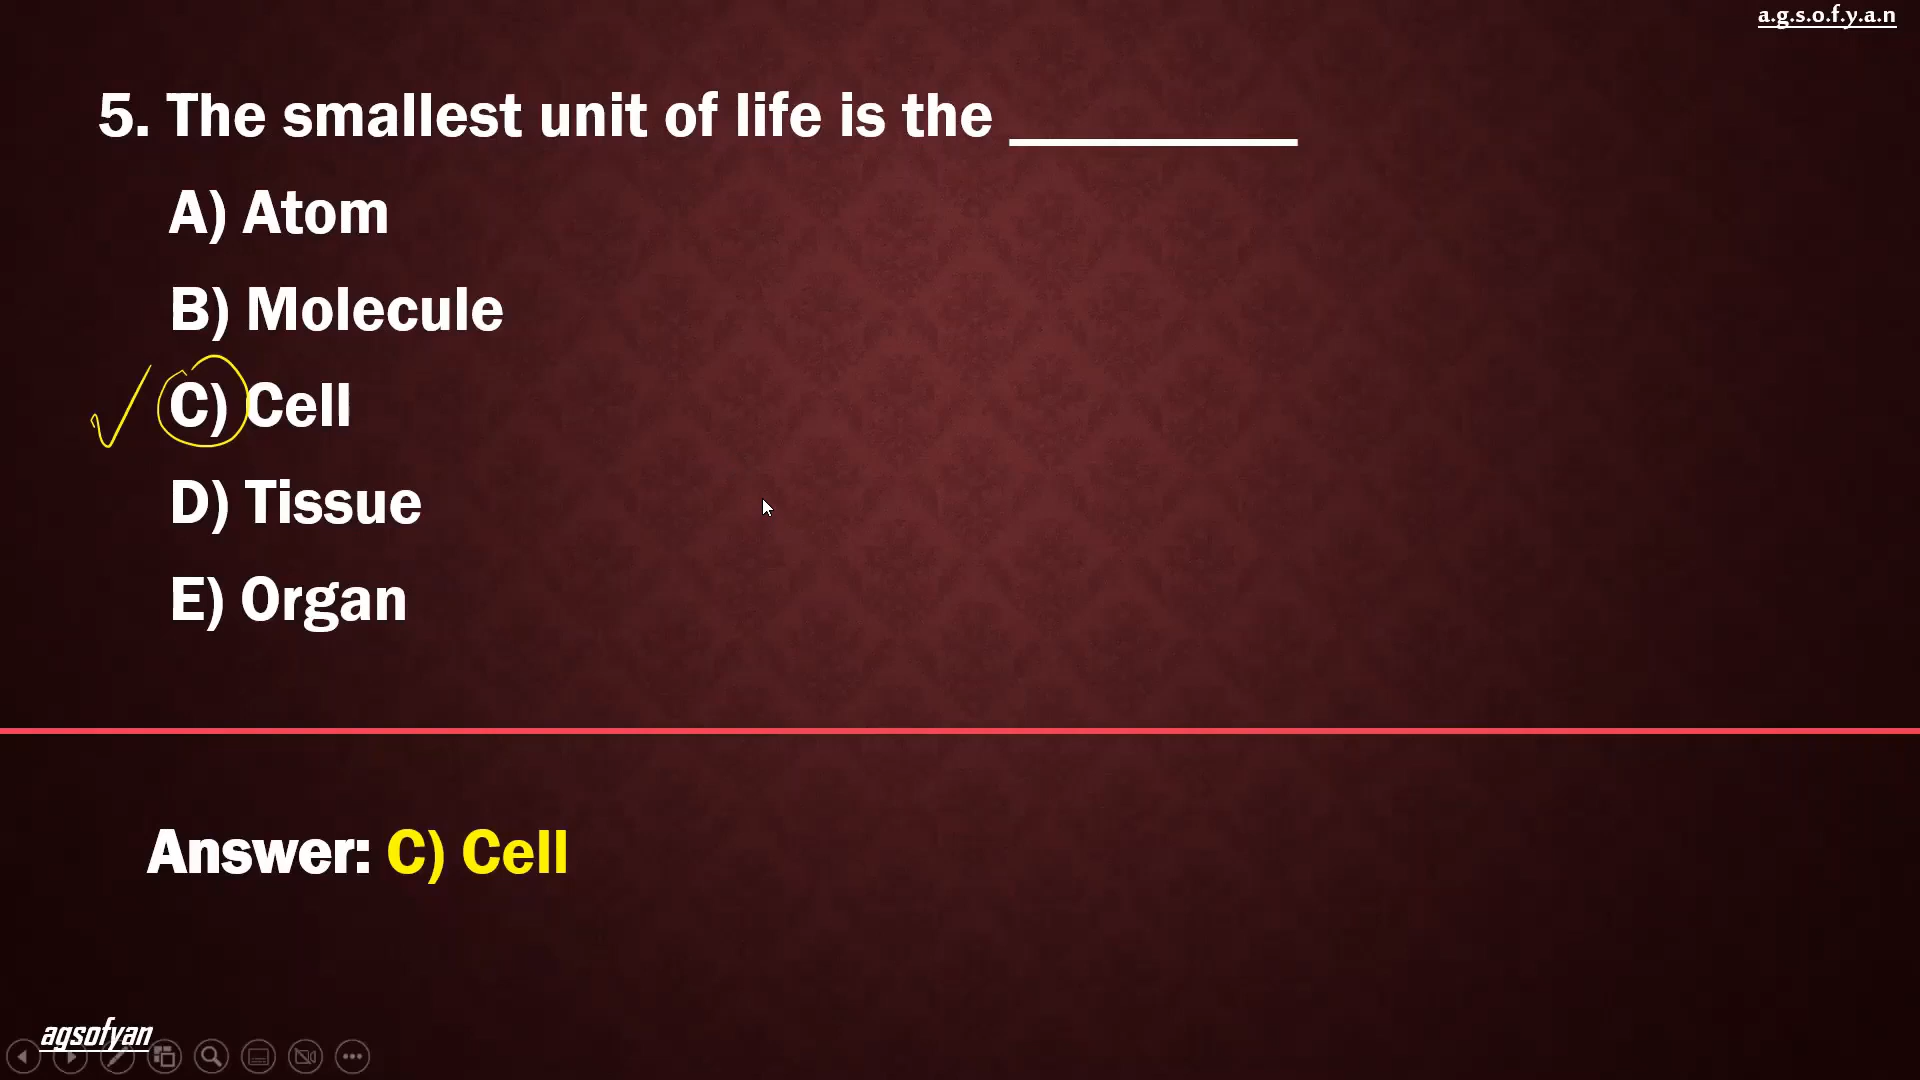 a.g.s.o.f.y.a.n
5. The smallest unit of life is the _________
A) Atom
B) Molecule
C) Cell
D) Tissue
E) Organ
Answer: C) Cell
agsofyan